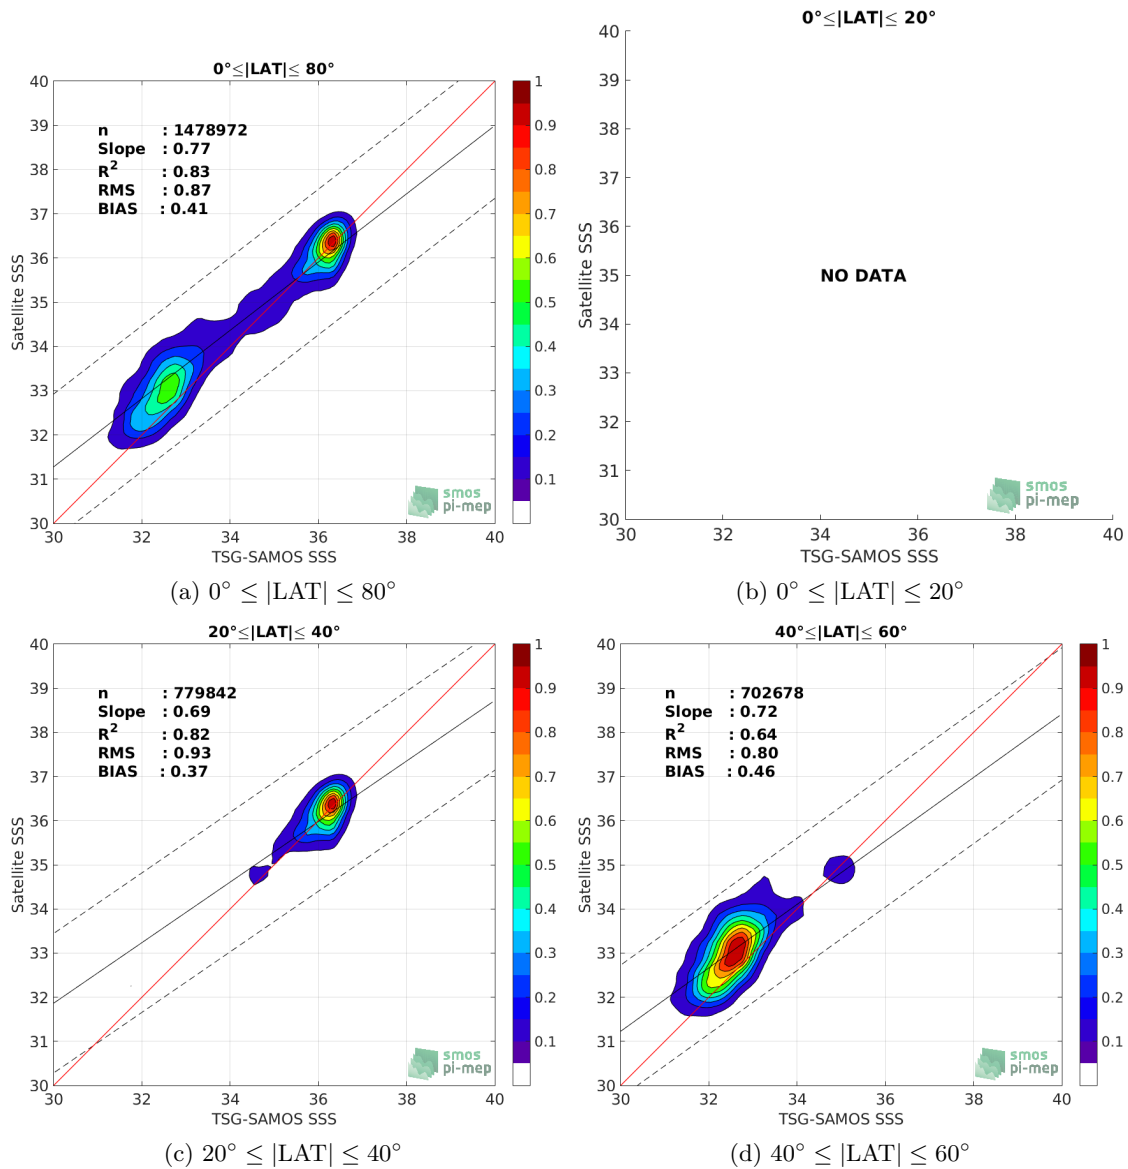 0°≤|LAT|≤ 80°
n : 1478972
Slope : 0.77
R2 : 0.83
RMS : 0.87
BIAS : 0.41
Satellite SSS
40
39
38
37
36
35
34
33
32
31
30
30 32 34 36 38 40
TSG-SAMOS SSS
1
0.9
0.8
0.7
0.6
0.5
0.4
0.3
0.2
0.1
smos
pi-mep
(a) 0° ≤ |LAT| ≤ 80°
0°≤|LAT|≤ 20°
NO DATA
Satellite SSS
40
39
38
37
36
35
34
33
32
31
30
30 32 34 36 38 40
TSG-SAMOS SSS
smos
pi-mep
(b) 0° ≤ |LAT| ≤ 20°
20°≤|LAT|≤ 40°
n : 779842
Slope : 0.69
R2 : 0.82
RMS : 0.93
BIAS : 0.37
Satellite SSS
40
39
38
37
36
35
34
33
32
31
30
30 32 34 36 38 40
TSG-SAMOS SSS
1
0.9
0.8
0.7
0.6
0.5
0.4
0.3
0.2
0.1
smos
pi-mep
(c) 20° ≤ |LAT| ≤ 40°
40°≤|LAT|≤ 60°
n : 702678
Slope : 0.72
R2 : 0.64
RMS : 0.80
BIAS : 0.46
Satellite SSS
40
39
38
37
36
35
34
33
32
31
30
30 32 34 36 38 40
TSG-SAMOS SSS
1
0.9
0.8
0.7
0.6
0.5
0.4
0.3
0.2
0.1
smos
pi-mep
(d) 40° ≤ |LAT| ≤ 60°